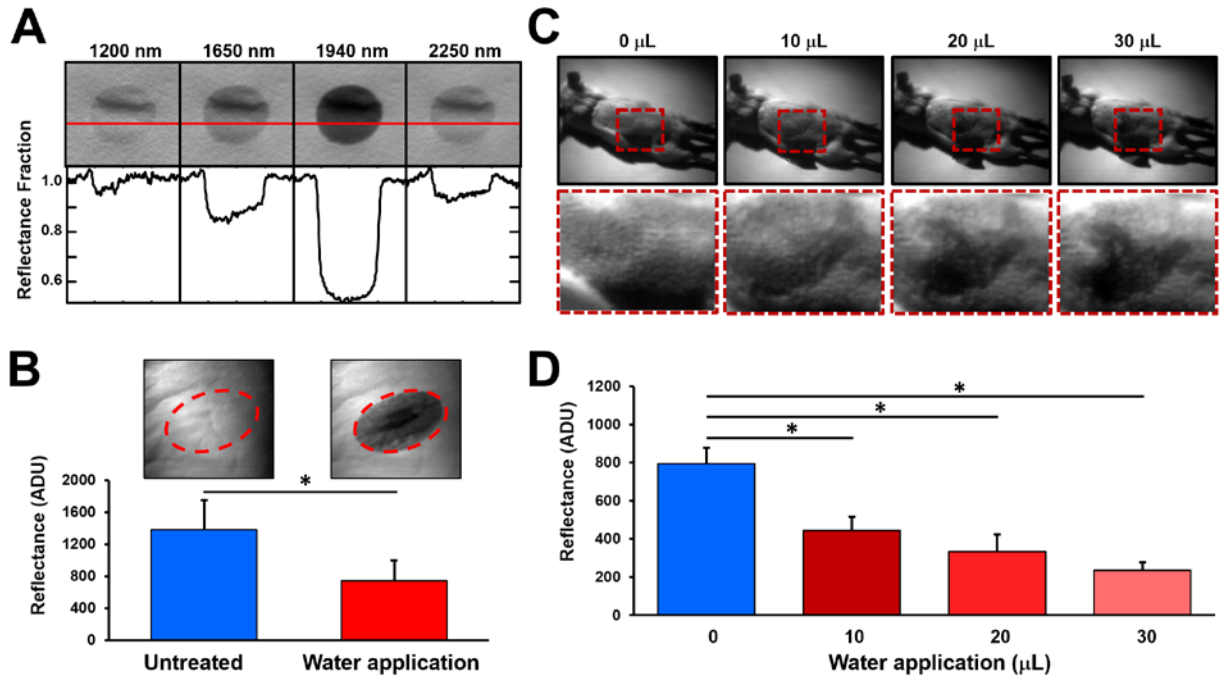 A
1200 nm 1650 nm 1940 nm 2250 nm
Reflectance Fraction
1.0
0.8
0.6
B
Reflectance (ADU)
2000
1600
1200
800
400
0
*
Untreated Water application
C
0 µL 10 µL 20 µL 30 µL
D
Reflectance (ADU)
1200
1000
800
600
400
200
0
*
*
*
0 10 20 30
Water application (µL)